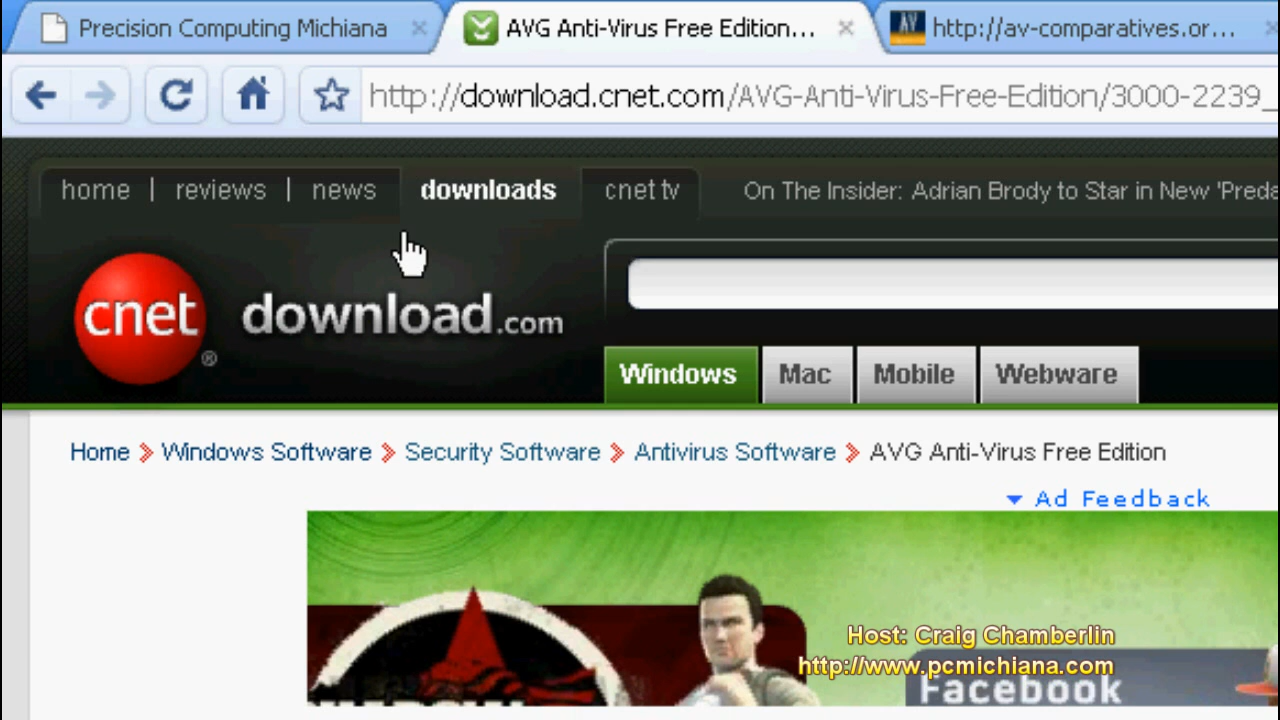 Precision Computing Michiana
AVG Anti-Virus Free Edition...
http://av-comparatives.or...
http://download.cnet.com/AVG-Anti-Virus-Free-Edition/3000-2239_
home | reviews | news downloads cnet tv On The Insider: Adrian Brody to Star in New 'Preda
cnet download.com
®
Windows Mac Mobile Webware
Home Windows Software Security Software Antivirus Software AVG Anti-Virus Free Edition
Ad Feedback
Host: Craig Chamberlin
http://www.pcmichiana.com
Facebook